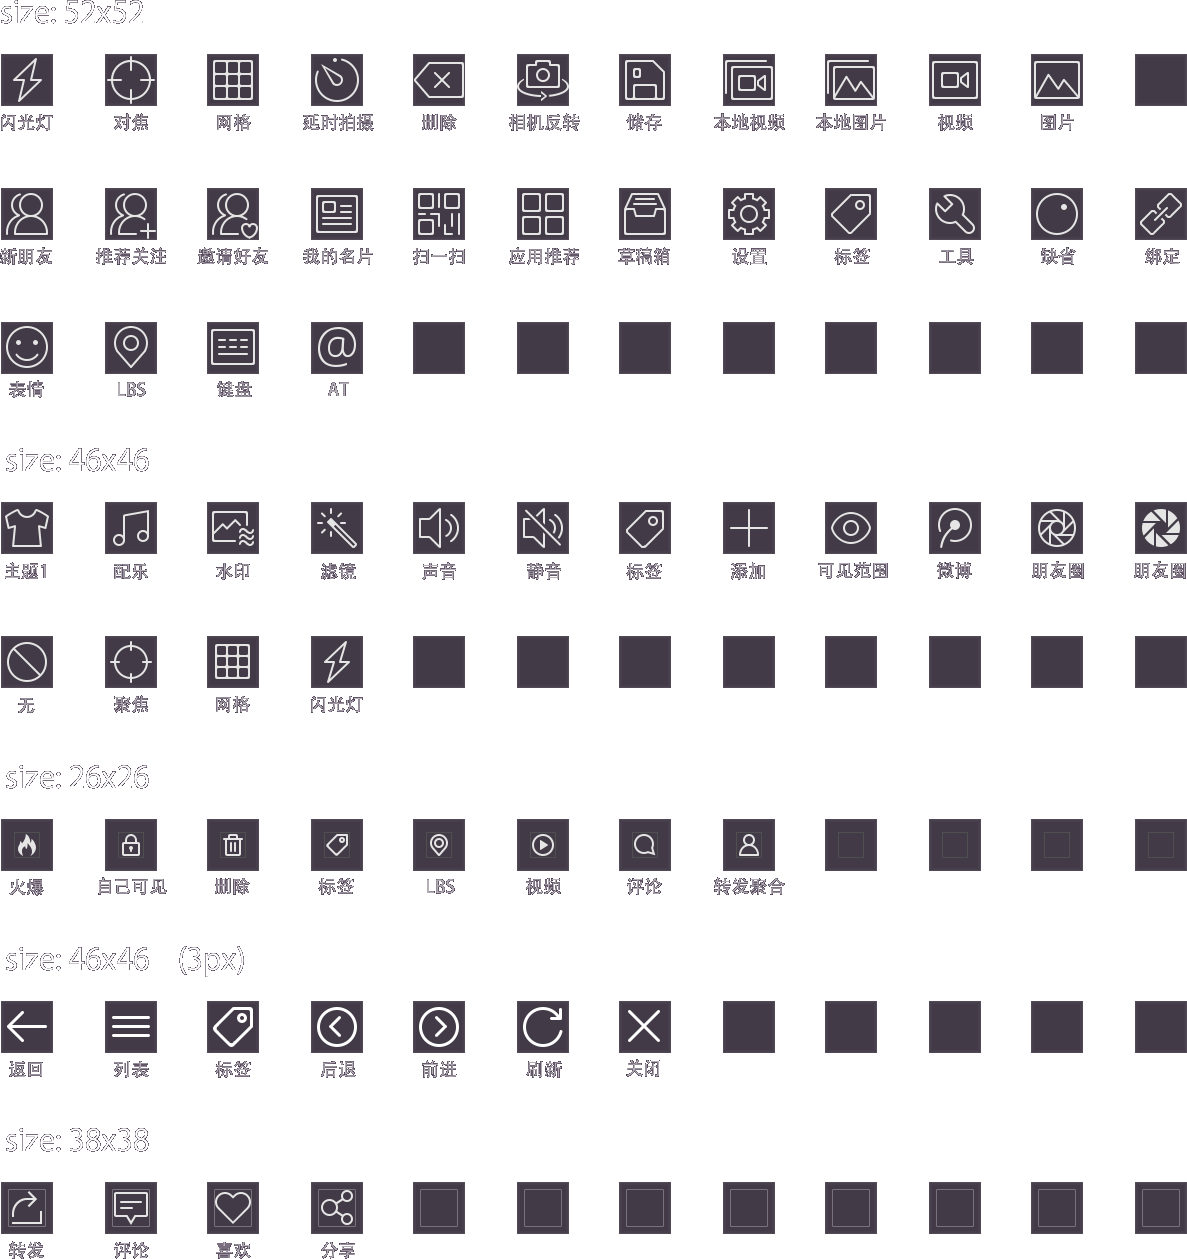 size: 52x52
闪光灯 对焦 网格 延时拍摄 删除 相机反转 储存 本地视频 本地图片 视频 图片
新朋友 推荐关注 邀请好友 我的名片 扫一扫 应用推荐 草稿箱 设置 标签 工具 缺省 绑定
表情 LBS 键盘 AT
size: 46x46
主题1 配乐 水印 滤镜 声音 静音 标签 添加 可见范围 微博 朋友圈 朋友圈
无 聚焦 网格 闪光灯
size: 26x26
火爆 自己可见 删除 标签 LBS 视频 评论 转发聚合
size: 46x46 (3px)
返回 列表 标签 后退 前进 刷新 关闭
size: 38x38
转发 评论 喜欢 分享